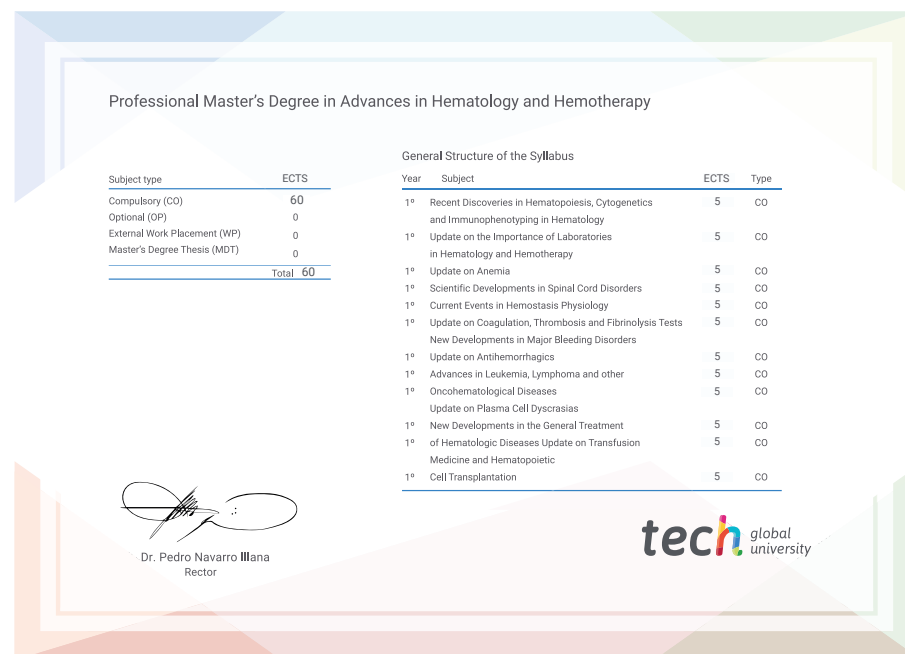 Professional Master's Degree in Advances in Hematology and Hemotherapy
Subject type ECTS
Compulsory (CO) 60
Optional (OP) 0
External Work Placement (WP) 0
Master's Degree Thesis (MDT) 0
Total 60
General Structure of the Syllabus
Year Subject ECTS Type
1º Recent Discoveries in Hematopoiesis, Cytogenetics 5 CO
and Immunophenotyping in Hematology
1º Update on the Importance of Laboratories 5 CO
in Hematology and Hemotherapy
1º Update on Anemia 5 CO
1º Scientific Developments in Spinal Cord Disorders 5 CO
1º Current Events in Hemostasis Physiology 5 CO
1º Update on Coagulation, Thrombosis and Fibrinolysis Tests 5 CO
New Developments in Major Bleeding Disorders
1º Update on Antihemorrhagics 5 CO
1º Advances in Leukemia, Lymphoma and other 5 CO
1º Oncohematological Diseases 5 CO
Update on Plasma Cell Dyscrasias
1º New Developments in the General Treatment 5 CO
1º of Hematologic Diseases Update on Transfusion 5 CO
Medicine and Hematopoietic
1º Cell Transplantation 5 CO
Dr. Pedro Navarro Illana
Rector
tech global
university